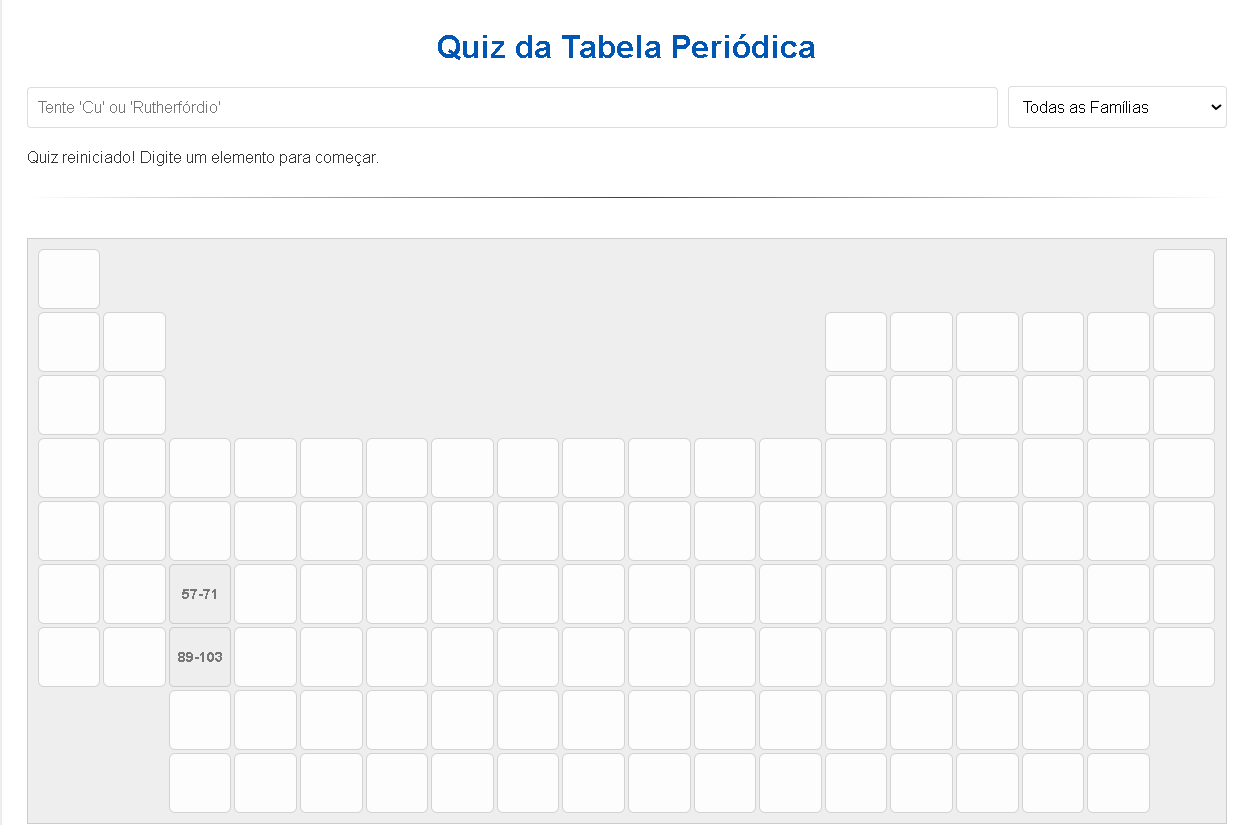 Quiz da Tabela Periódica
Tente 'Cu' ou 'Rutherfórdio'
Todas as Famílias
Quiz reiniciado! Digite um elemento para começar.
57-71
89-103